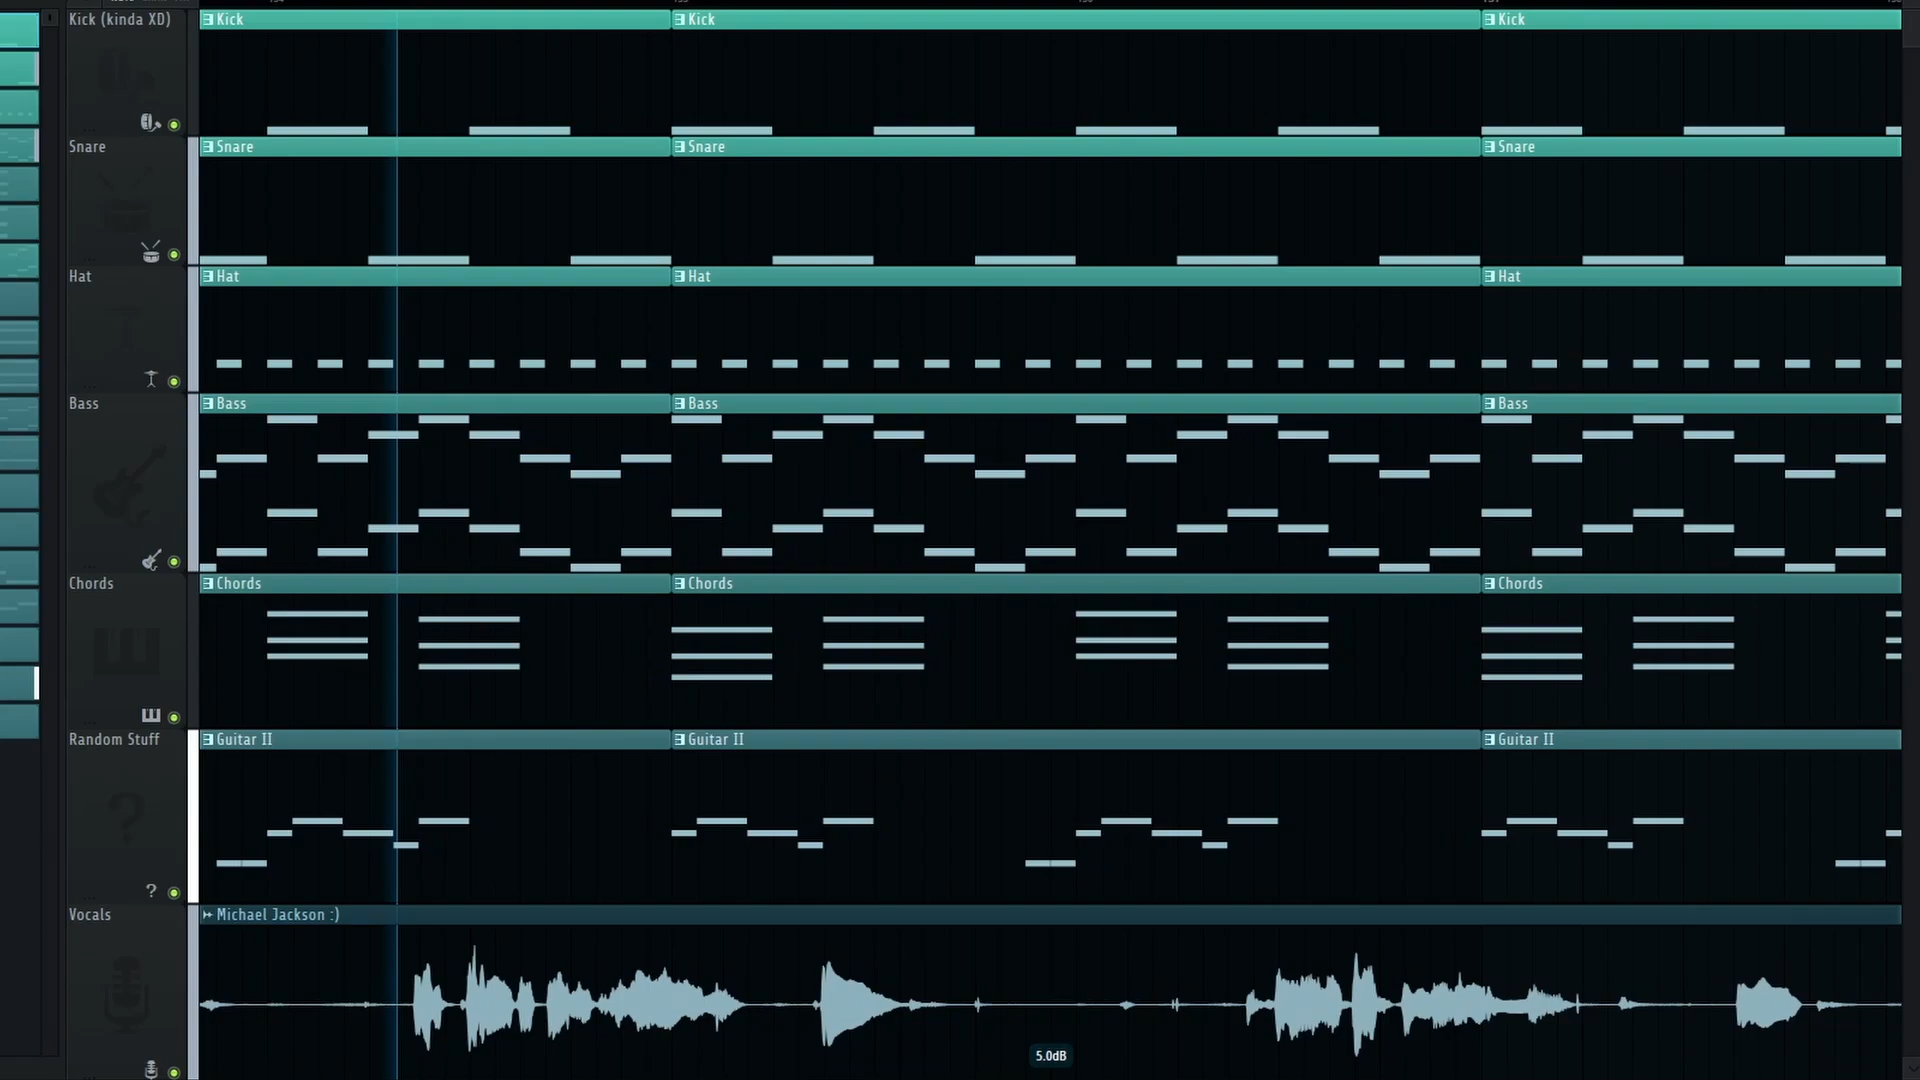 Kick (kinda XD)
Kick Kick Kick
Snare
Snare Snare Snare
Hat
Hat Hat Hat
Bass
Bass Bass Bass
Chords
Chords Chords Chords
Random Stuff
Guitar II Guitar II Guitar II
?
Vocals
Michael Jackson :)
5.0dB